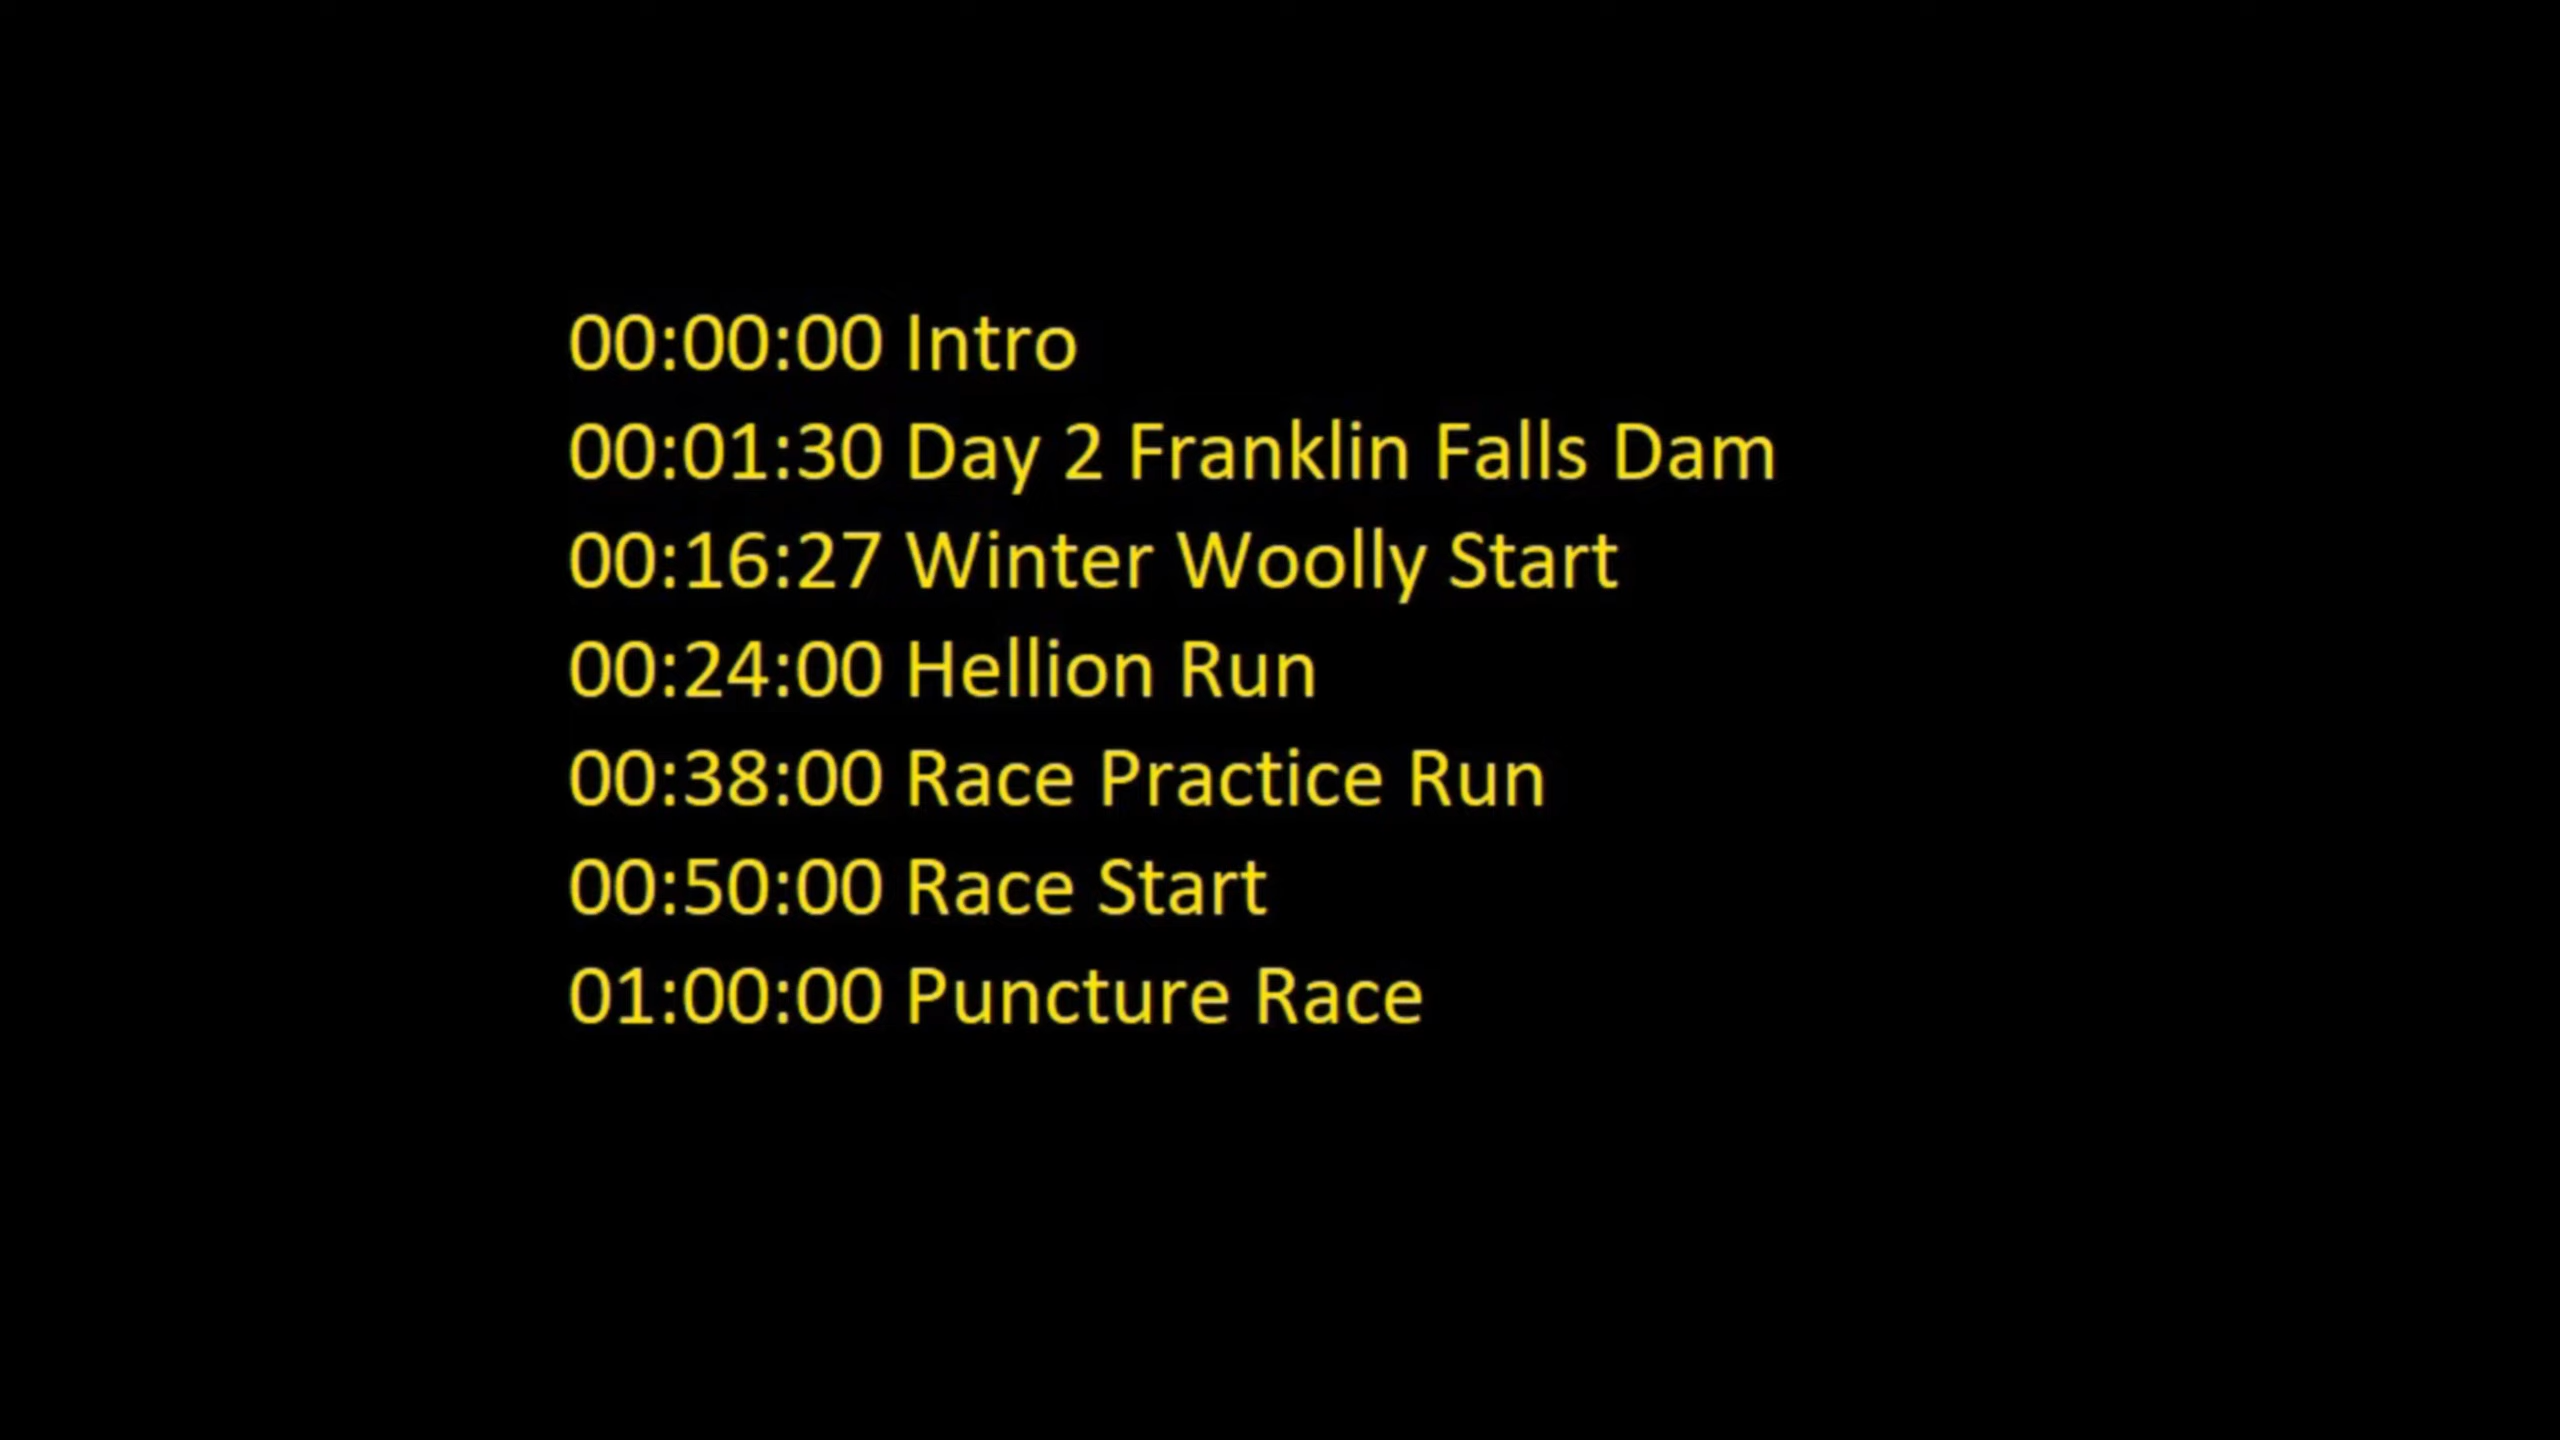 00:00:00 Intro
00:01:30 Day 2 Franklin Falls Dam
00:16:27 Winter Woolly Start
00:24:00 Hellion Run
00:38:00 Race Practice Run
00:50:00 Race Start
01:00:00 Puncture Race